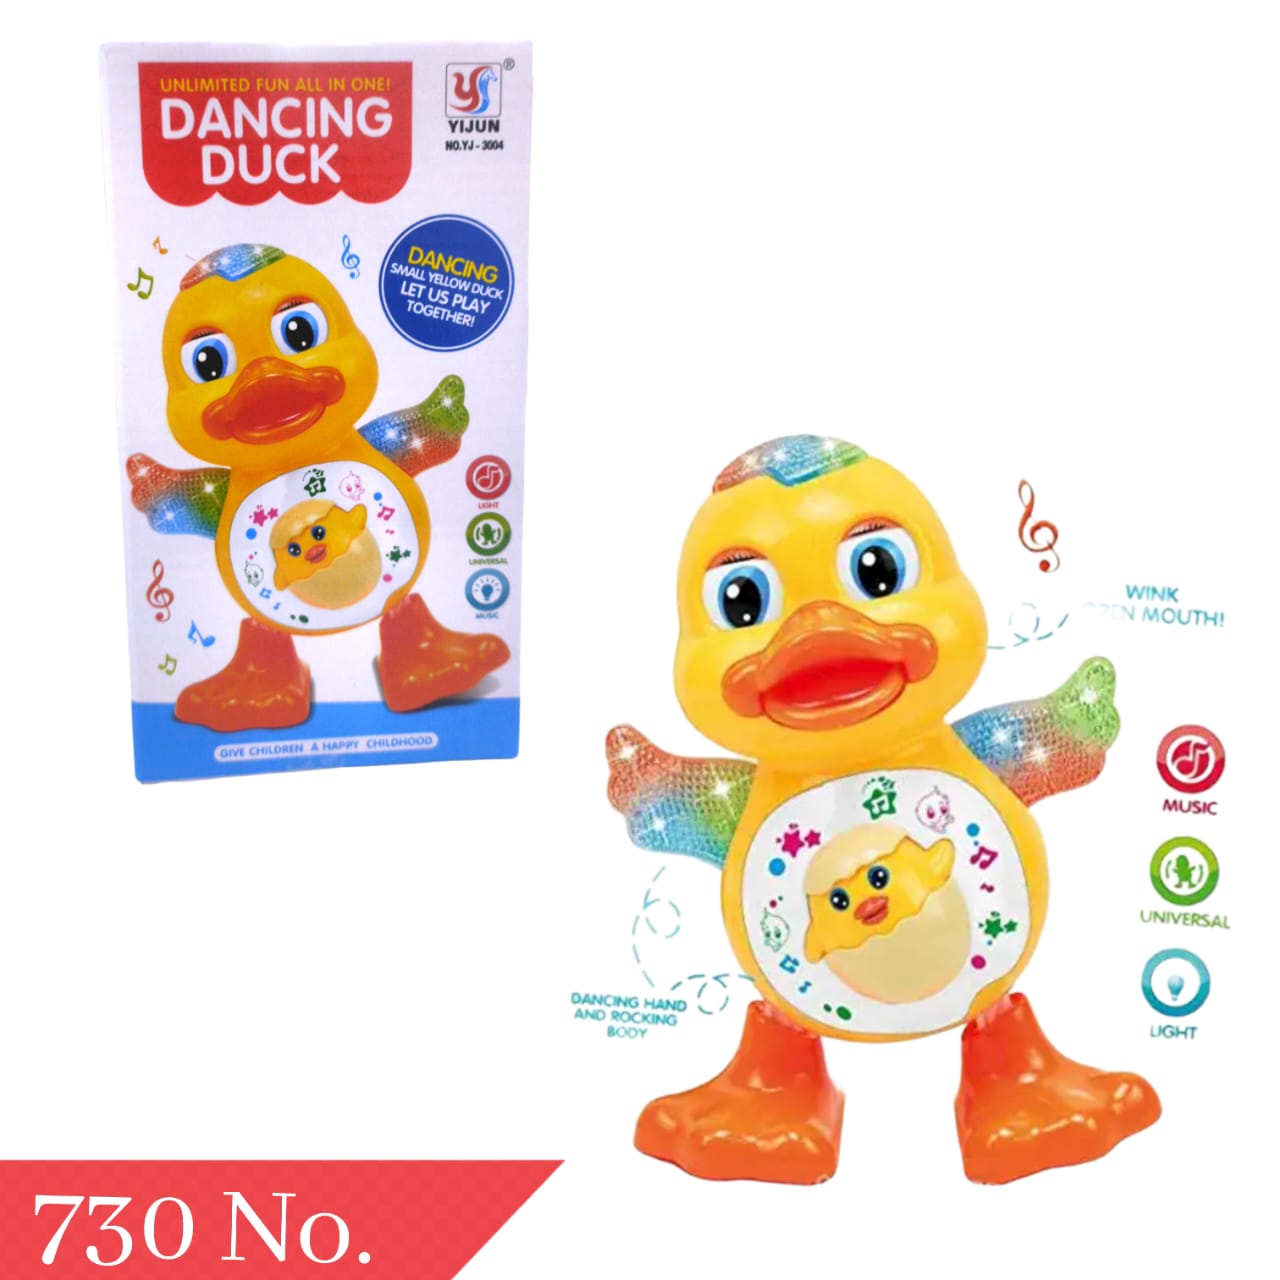 UNLIMITED FUN ALL IN ONE!
DANCING
DUCK
®
YIJUN
NO.YJ-3004
DANCING
SMALL YELLOW DUCK
LET US PLAY
TOGETHER!
LIGHT
UNIVERSAL
MUSIC
GIVE CHILDREN A HAPPY CHILDHOOD
WINK
MOUTH!
MUSIC
UNIVERSAL
LIGHT
DANCING HAND
AND ROCKING
BODY
730 No.